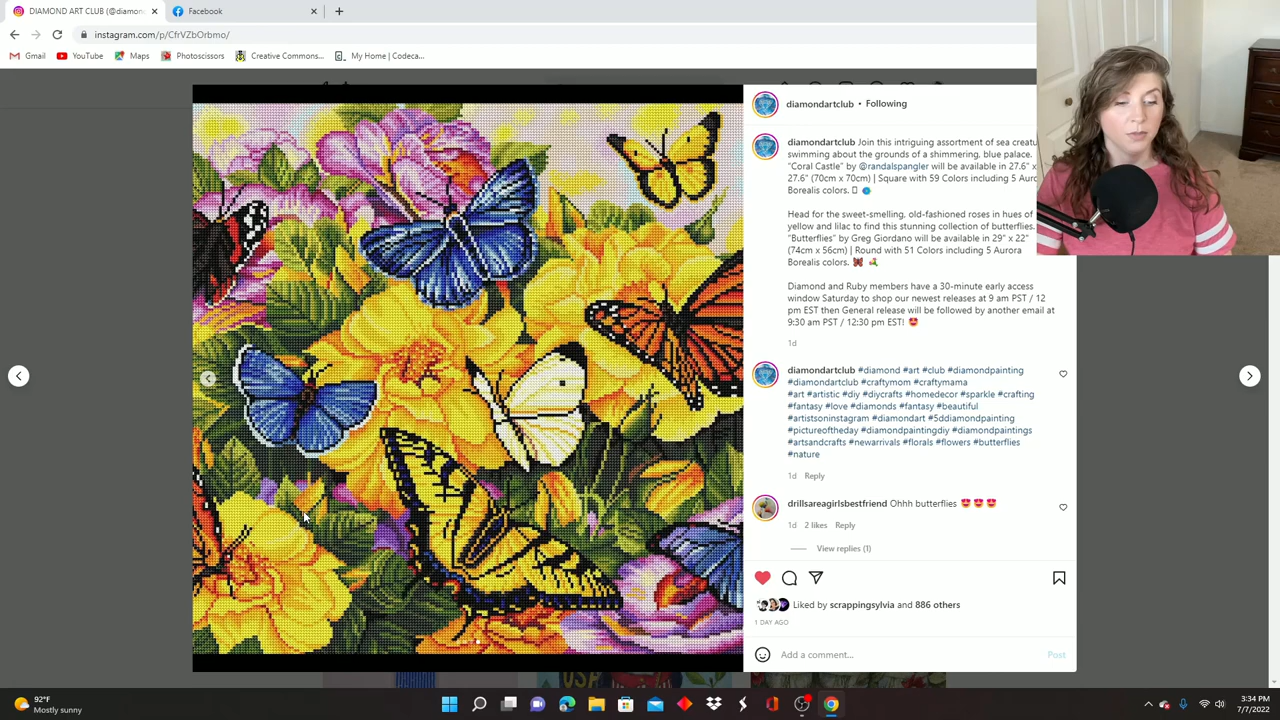 DIAMOND ART CLUB (@diamo
Facebook
instagram.com/p/CfrVZbOrbmo/
Gmail
YouTube
Maps
Photoscissors
Creative Commons...
My Home | Codeca...
diamondartclub • Following
diamondartclub Join this intriguing assortment of sea creatu
swimming about the grounds of a shimmering, blue palace.
"Coral Castle" by @randalspangler will be available in 27.6" x
27.6" (70cm x 70cm) | Square with 59 Colors including 5 Auro
Borealis colors.
Head for the sweet-smelling, old-fashioned roses in hues of
yellow and lilac to find this stunning collection of butterflies.
"Butterflies" by Greg Giordano will be available in 29" x 22"
(74cm x 56cm) | Round with 51 Colors including 5 Aurora
Borealis colors.
Diamond and Ruby members have a 30-minute early access
window Saturday to shop our newest releases at 9 am PST / 12
pm EST then General release will be followed by another email at
9:30 am PST / 12:30 pm EST!
1d
diamondartclub #diamond #art #club #diamondpainting
#diamondartclub #craftymom #craftymama
#art #artistic #diy #diycrafts #homedecor #sparkle #crafting
#fantasy #love #diamonds #fantasy #beautiful
#artistsoninstagram #diamondart #5ddiamondpainting
#pictureoftheday #diamondpaintingdiy #diamondpaintings
#artsandcrafts #newarrivals #florals #flowers #butterflies
#nature
1d Reply
drillsareagirlsbestfriend Ohhh butterflies
1d 2 likes Reply
View replies (1)
Liked by scrappingsylvia and 886 others
1 DAY AGO
Add a comment...
Post
92°F
Mostly sunny
3:34 PM
7/7/2022